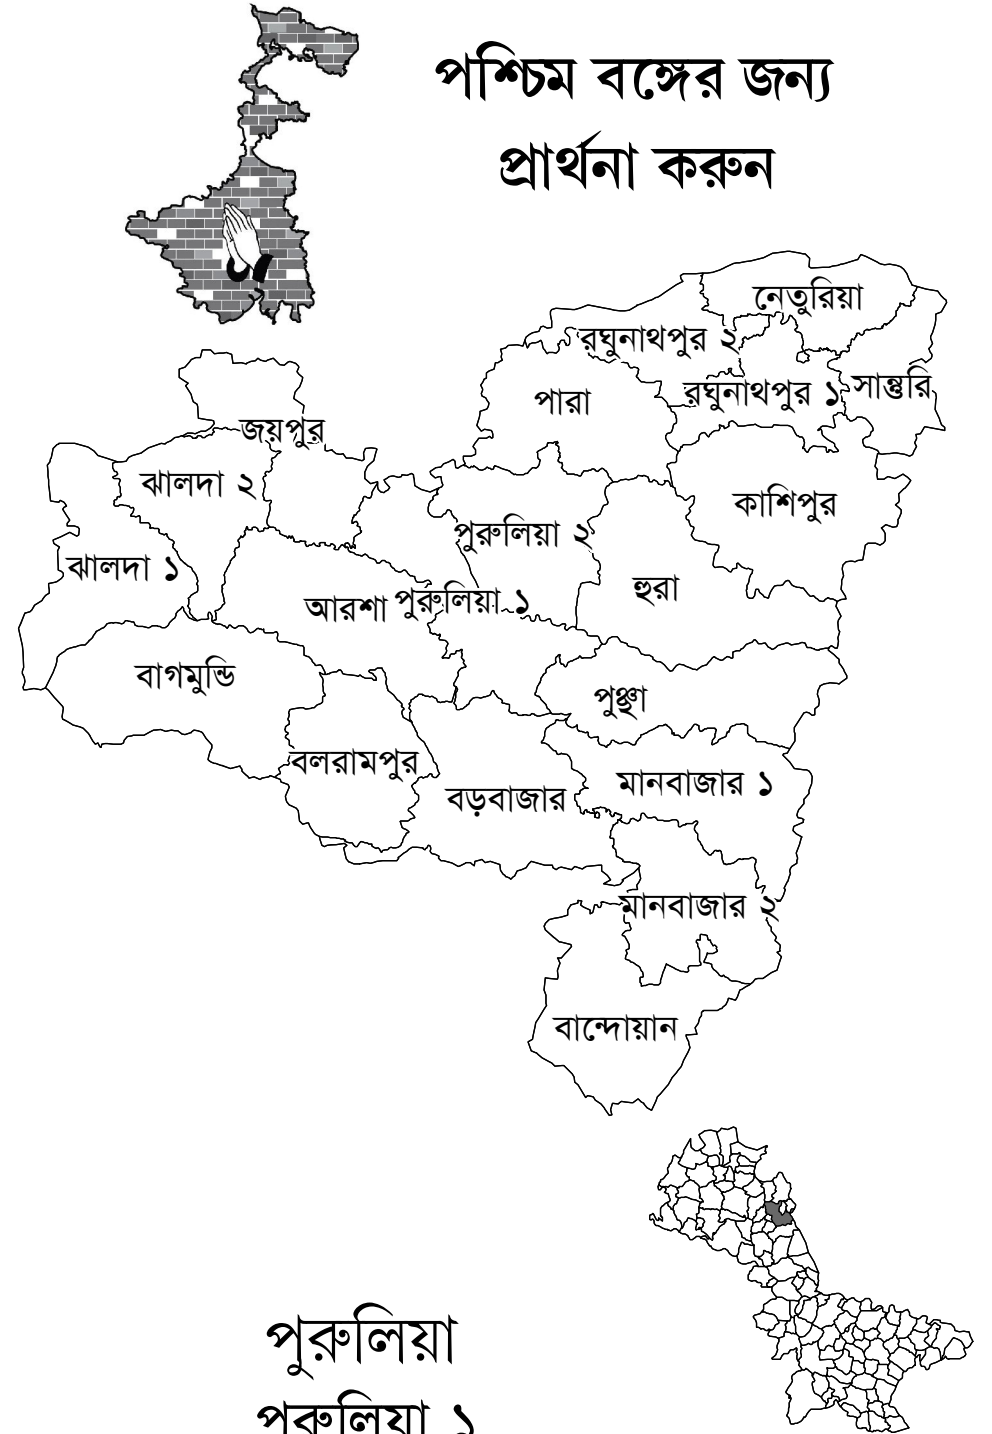 পশ্চিম বঙ্গের জন্য
প্রার্থনা করুন
নেতুরিয়া
রঘুনাথপুর ২
রঘুনাথপুর ১
সান্তুরি
পারা
জয়পুর
ঝালদা ২
কাশিপুর
পুরুলিয়া ২
ঝালদা ১
হুরা
আরশা
পুরুলিয়া ১
বাগমুন্ডি
পুঞ্ছা
বলরামপুর
মানবাজার ১
বড়বাজার
মানবাজার ২
বান্দোয়ান
পুরুলিয়া
পুরুলিয়া ১